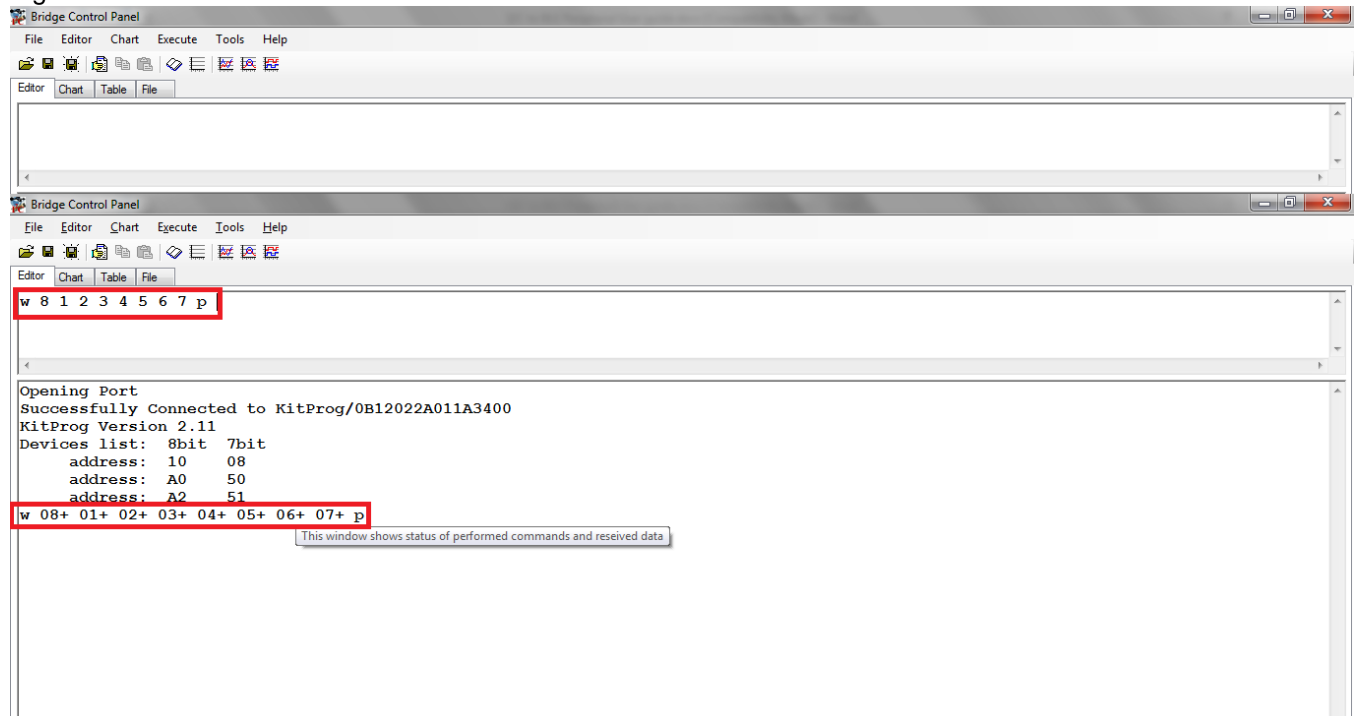 Bridge Control Panel
File Editor Chart Execute Tools Help
Editor Chart Table File
Bridge Control Panel
File Editor Chart Execute Tools Help
Editor Chart Table File
w 8 1 2 3 4 5 6 7 p
Opening Port
Successfully Connected to KitProg/0B12022A011A3400
KitProg Version 2.11
Devices list: 8bit 7bit
address: 10 08
address: A0 50
address: A2 51
w 08+ 01+ 02+ 03+ 04+ 05+ 06+ 07+ p
This window shows status of performed commands and reseived data